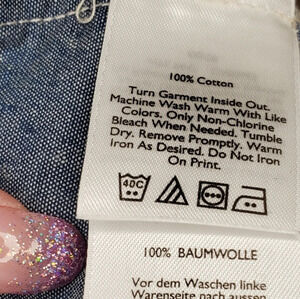 100% Cotton
Turn Garment Inside Out.
Machine Wash Warm With Like
Colors. Only Non-Chlorine
Bleach When Needed. Tumble
Dry. Remove Promptly. Warm
Iron As Desired. Do Not Iron
On Print.
40C
100% BAUMWOLLE
Vor dem Waschen linke
Warenseite nach aussen